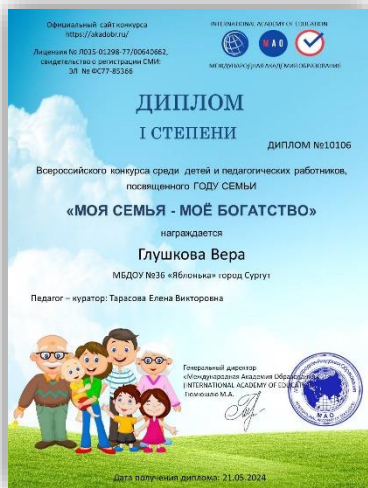 Официальный сайт конкурса
https://akadobr.ru/
Лицензия № Л035-01298-77/00640662,
свидетельство о регистрации СМИ:
ЭЛ № ФС77-85366
INTERNATIONAL ACADEMY OF EDUCATION
МАО
МЕЖДУНАРОДНАЯ АКАДЕМИЯ ОБРАЗОВАНИЯ
ДИПЛОМ
I СТЕПЕНИ
ДИПЛОМ №10106
Всероссийского конкурса среди детей и педагогических работников,
посвященного ГОДУ СЕМЬИ
«МОЯ СЕМЬЯ - МОЁ БОГАТСТВО»
награждается
Глушкова Вера
МБДОУ №36 «Яблонька» город Сургут
Педагог – куратор: Тарасова Елена Викторовна
Генеральный директор
«Международная Академия Образования»
(INTERNATIONAL ACADEMY OF EDUCATION)
М.А.
МАО
Дата получения диплома: 21.05.2024